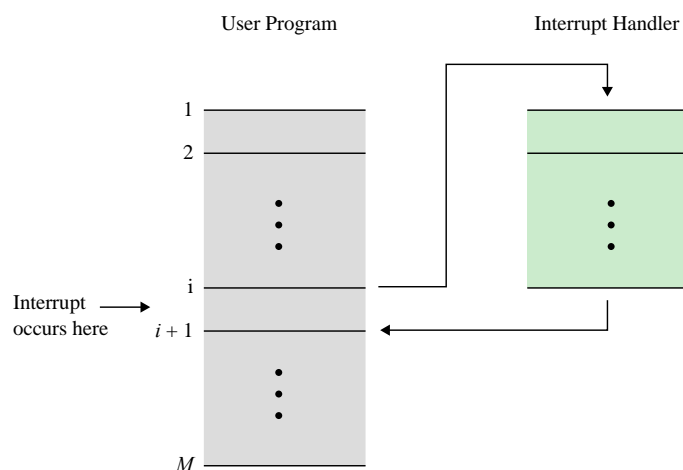 User Program
Interrupt Handler
1
2
i
Interrupt
occurs here
i + 1
M